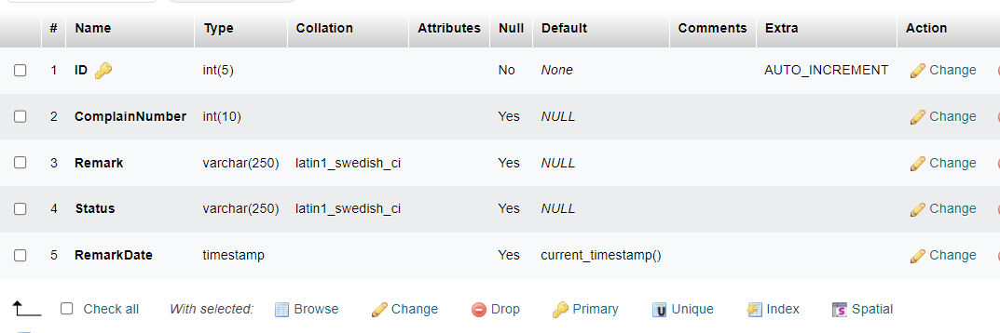 # Name Type Collation Attributes Null Default Comments Extra Action
1 ID int(5) No None AUTO_INCREMENT Change
2 ComplainNumber int(10) Yes NULL Change
3 Remark varchar(250) latin1_swedish_ci Yes NULL Change
4 Status varchar(250) latin1_swedish_ci Yes NULL Change
5 RemarkDate timestamp Yes current_timestamp() Change
Check all With selected: Browse Change Drop Primary Unique Index Spatial